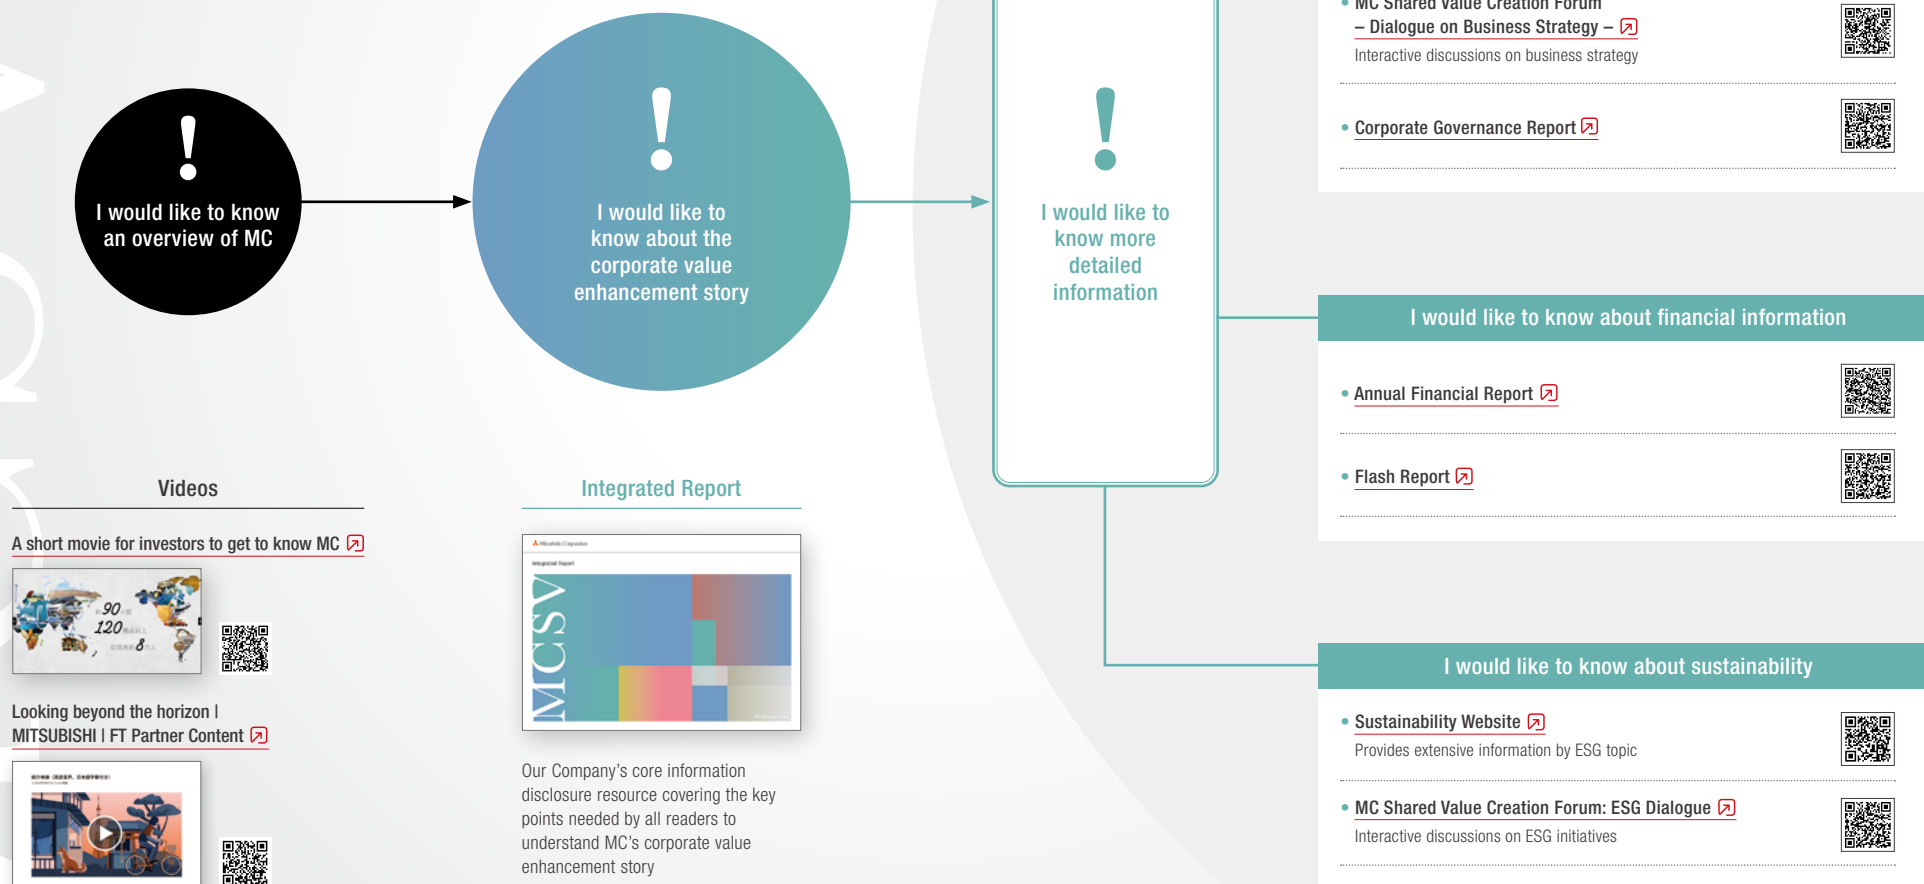 I would like to know
an overview of MC
I would like to
know about the
corporate value
enhancement story
I would like to
know more
detailed
information
Videos
A short movie for investors to get to know MC
90
120
8
Looking beyond the horizon |
MITSUBISHI | FT Partner Content
Integrated Report
Mitsubishi Corporation
Integrated Report
MCSV
Our Company's core information
disclosure resource covering the key
points needed by all readers to
understand MC's corporate value
enhancement story
• MC Shared Value Creation Forum
– Dialogue on Business Strategy –
Interactive discussions on business strategy
• Corporate Governance Report
I would like to know about financial information
• Annual Financial Report
• Flash Report
I would like to know about sustainability
• Sustainability Website
Provides extensive information by ESG topic
• MC Shared Value Creation Forum: ESG Dialogue
Interactive discussions on ESG initiatives